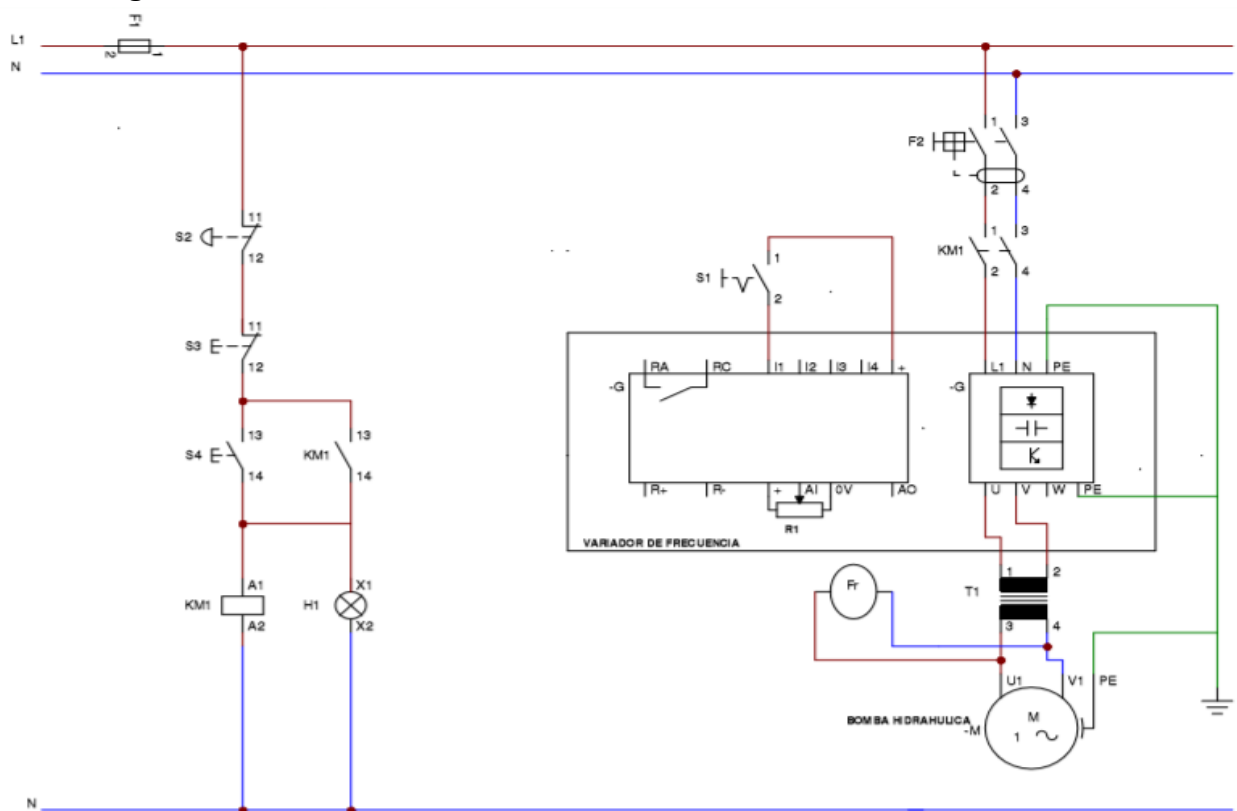 F1
L1
2 1
N
1 3
F2
2 4
11
S2
12
1
S1
2
1 3
KM1
2 4
11
S3
12
RA RC I1 I2 I3 I4 +
L1 N PE
-G
-G
13 13
S4 KM1
14 14
R+ R- + AI 0V AO
U V W PE
R1
VARIADOR DE FRECUENCIA
1 2
Fr
T1
3 4
A1 X1
KM1 H1
A2 X2
U1 V1 PE
BOMBA HIDRAHULICA
-M
M
1
N